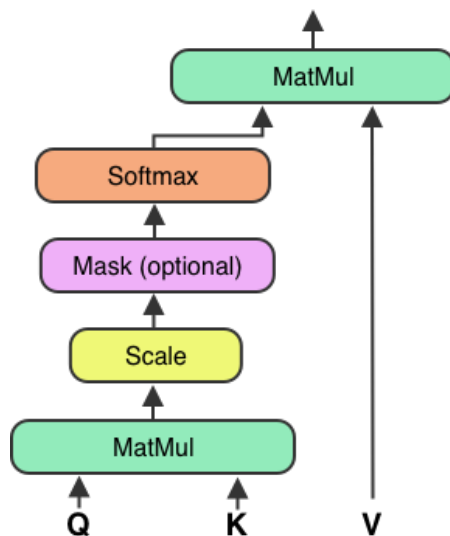 MatMul
Softmax
Mask (optional)
Scale
MatMul
Q K V